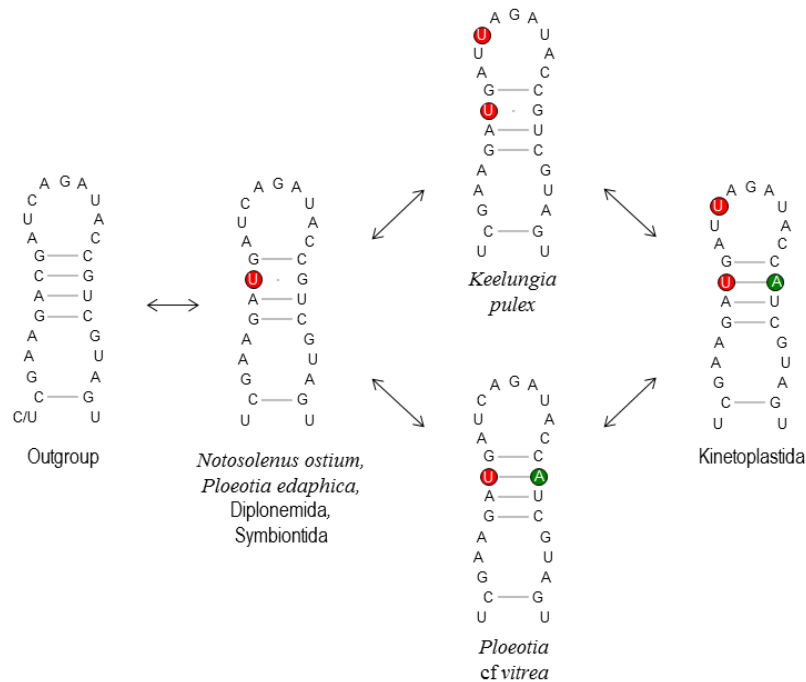 C/U C G A A G A C G A U C A G A U A C C G U C G U A G U
Outgroup
U C G A A G A U G A U C A G A U A C C G U C G U A G U
Notosolenus ostium,
Ploeotia edaphica,
Diplonemida,
Symbiontida
U C G A A G A U G A U U A G A U A C C G U C G U A G U
Keelungia
pulex
U C G A A G A U G A U C A G A U A C C A U C G U A G U
Ploeotia
cf vitrea
U C G A A G A U G A U U A G A U A C C A U C G U A G U
Kinetoplastida